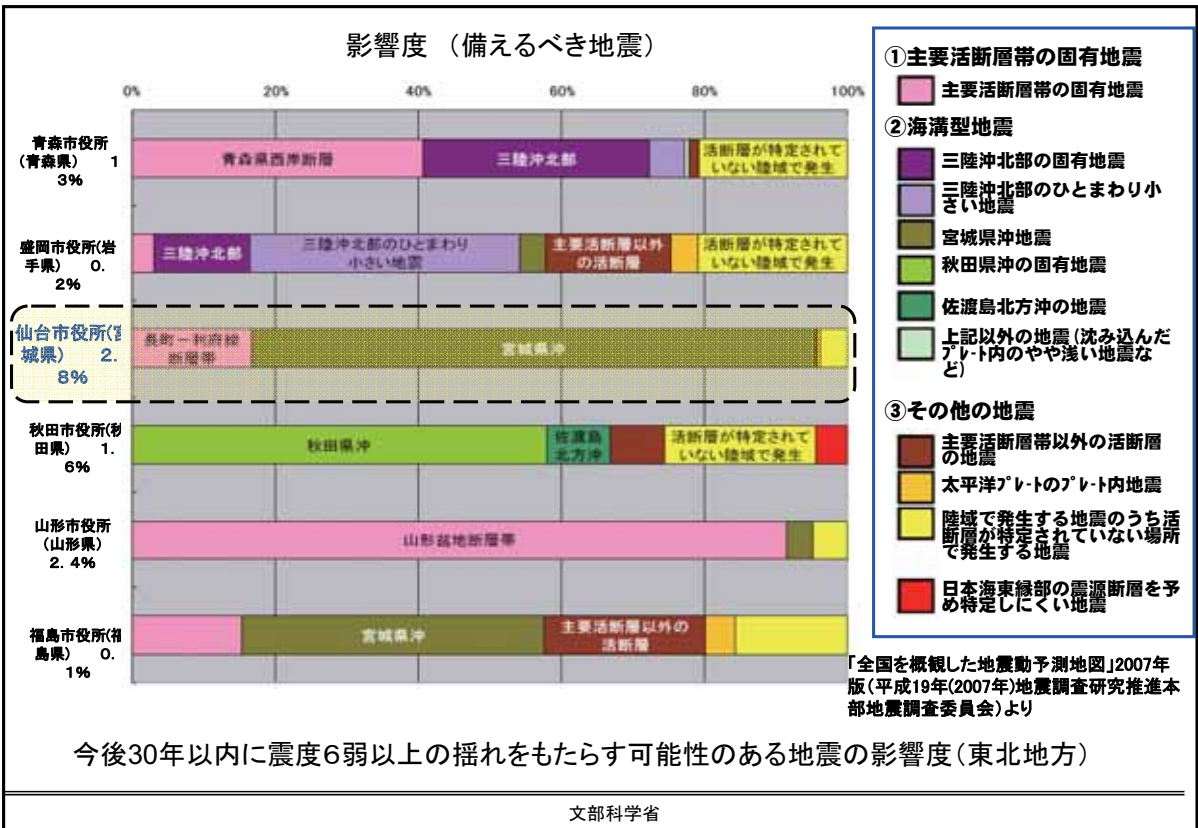 影響度 (備えるべき地震)
0%
20%
40%
60%
80%
100%
青森市役所
(青森県) 1
3%
青森県西岸断層
三陸沖北部
活断層が特定されて
いない陸域で発生
盛岡市役所(岩
手県) 0.
2%
三陸沖北部
三陸沖北部のひとまわり
小さい地震
主要活断層以外
の活断層
活断層が特定されて
いない陸域で発生
仙台市役所(宮
城県) 2.
8%
長町-利府線
断層帯
宮城県沖
秋田市役所(秋
田県) 1.
6%
秋田県沖
佐渡島
北方沖
活断層が特定されて
いない陸域で発生
山形市役所
(山形県)
2.4%
山形盆地断層帯
福島市役所(福
島県) 0.
1%
宮城県沖
主要活断層以外の
活断層
①主要活断層帯の固有地震
主要活断層帯の固有地震
②海溝型地震
三陸沖北部の固有地震
三陸沖北部のひとまわり小
さい地震
宮城県沖地震
秋田県沖の固有地震
佐渡島北方沖の地震
上記以外の地震(沈み込んだ
プレート内のやや浅い地震な
ど)
③その他の地震
主要活断層帯以外の活断層
の地震
太平洋プレートのプレート内地震
陸域で発生する地震のうち活
断層が特定されていない場所
で発生する地震
日本海東縁部の震源断層を予
め特定しにくい地震
「全国を概観した地震動予測地図」2007年
版(平成19年(2007年)地震調査研究推進本
部地震調査委員会)より
今後30年以内に震度6弱以上の揺れをもたらす可能性のある地震の影響度(東北地方)
文部科学省